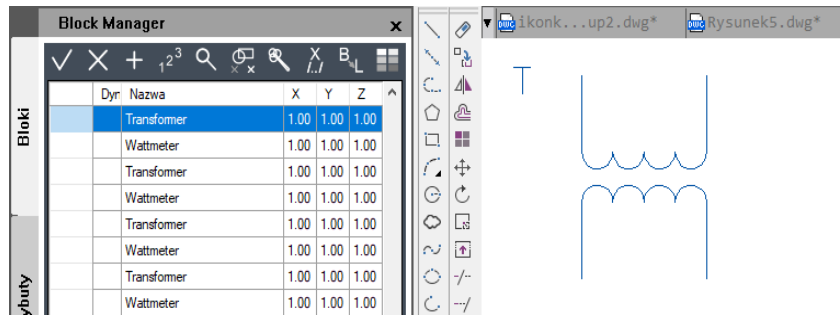 Block Manager x
ikonk...up2.dwg* Rysunek5.dwg*
Dyr Nazwa X Y Z
Transformer 1.00 1.00 1.00
Wattmeter 1.00 1.00 1.00
Transformer 1.00 1.00 1.00
Wattmeter 1.00 1.00 1.00
Transformer 1.00 1.00 1.00
Wattmeter 1.00 1.00 1.00
Transformer 1.00 1.00 1.00
Wattmeter 1.00 1.00 1.00
Bloki
ybuty
T